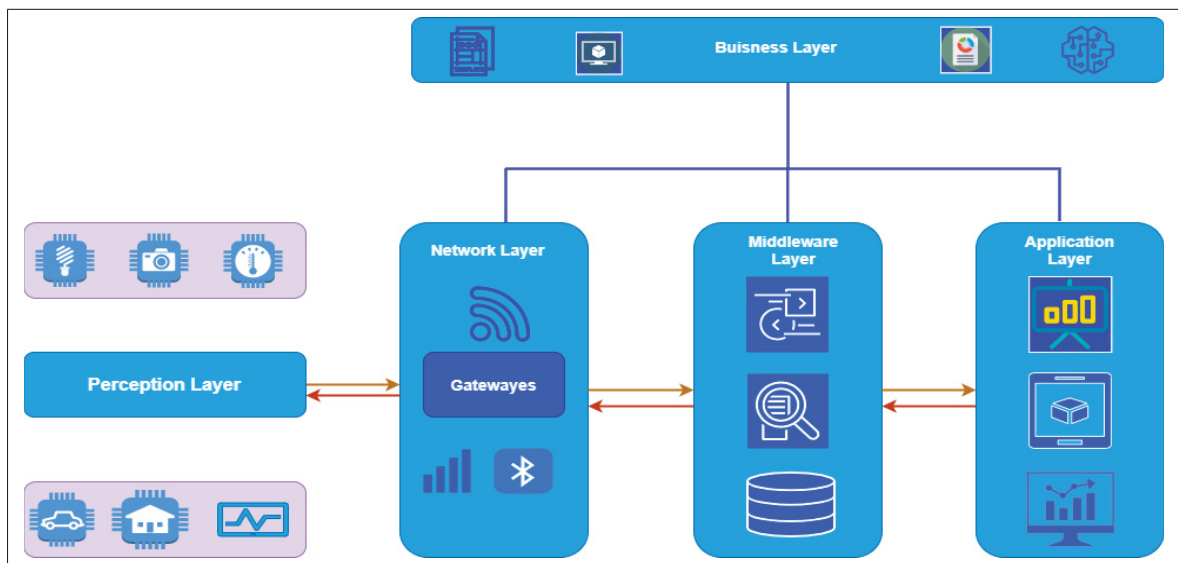 Buisness Layer
Network Layer
Middleware
Layer
Application
Layer
Perception Layer
Gatewayes